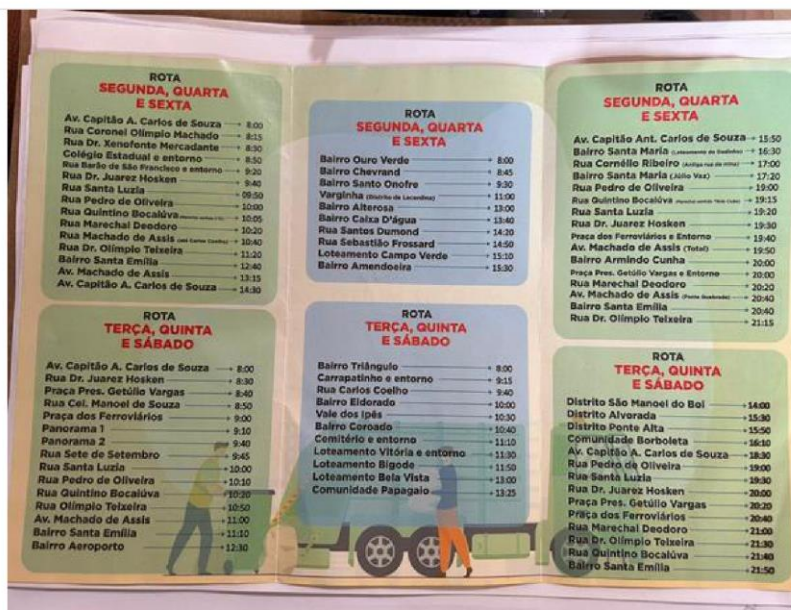 ROTA
SEGUNDA, QUARTA
E SEXTA
Av. Capitão A. Carlos de Souza 8:00
Rua Coronel Olímpio Machado 8:15
Rua Dr. Xenofonte Mercadante 8:30
Colégio Estadual e entorno 8:50
Rua Barão de São Francisco e entorno 9:20
Rua Dr. Juarez Hosken 9:40
Rua Santa Luzia 09:50
Rua Pedro de Oliveira 10:00
Rua Quintino Bocaiúva 10:05
Rua Marechal Deodoro 10:20
Rua Machado de Assis (até Carlos Coelho) 10:40
Rua Dr. Olímpio Teixeira 11:20
Bairro Santa Emília 12:40
Av. Machado de Assis 13:15
Av. Capitão A. Carlos de Souza 14:30
ROTA
TERÇA, QUINTA
E SÁBADO
Av. Capitão A. Carlos de Souza 8:00
Rua Dr. Juarez Hosken 8:30
Praça Pres. Getúlio Vargas 8:40
Rua Cel. Manoel de Souza 8:50
Praça dos Ferroviários 9:00
Panorama 1 9:10
Panorama 2 9:40
Rua Sete de Setembro 9:45
Rua Santa Luzia 10:00
Rua Pedro de Oliveira 10:10
Rua Quintino Bocaiúva 10:20
Rua Olímpio Teixeira 10:50
Av. Machado de Assis 11:00
Bairro Santa Emília 11:10
Bairro Aeroporto 12:30
ROTA
SEGUNDA, QUARTA
E SEXTA
Bairro Ouro Verde 8:00
Bairro Chevrand 8:45
Bairro Santo Onofre 9:30
Varginha (Distrito de Lacerdina) 11:00
Bairro Alterosa 13:00
Bairro Caixa D'água 13:40
Rua Santos Dumond 14:20
Rua Sebastião Frossard 14:50
Loteamento Campo Verde 15:10
Bairro Amendoeira 15:30
ROTA
TERÇA, QUINTA
E SÁBADO
Bairro Triângulo 8:00
Carrapatinho e entorno 9:15
Rua Carlos Coelho 9:40
Bairro Eldorado 10:00
Vale dos Ipês 10:30
Bairro Coroado 10:40
Cemitério e entorno 11:10
Loteamento Vitória e entorno 11:30
Loteamento Bigode 11:50
Loteamento Bela Vista 13:00
Comunidade Papagaio 13:25
ROTA
SEGUNDA, QUARTA
E SEXTA
Av. Capitão Ant. Carlos de Souza 15:50
Bairro Santa Maria 16:30
Rua Cornélio Ribeiro 17:00
Bairro Santa Maria (Júlio Vaz) 17:20
Rua Pedro de Oliveira 19:00
Rua Quintino Bocaiúva 19:15
Rua Santa Luzia 19:20
Rua Dr. Juarez Hosken 19:30
Praça dos Ferroviários e Entorno 19:40
Av. Machado de Assis (Total) 19:50
Bairro Armindo Cunha 20:00
Praça Pres. Getúlio Vargas e Entorno 20:00
Rua Marechal Deodoro 20:20
Av. Machado de Assis (Ponte Queimada) 20:40
Bairro Santa Emília 20:40
Rua Dr. Olímpio Teixeira 21:15
ROTA
TERÇA, QUINTA
E SÁBADO
Distrito São Manoel do Boi 14:00
Distrito Alvorada 15:30
Distrito Ponte Alta 15:50
Comunidade Borboleta 16:10
Av. Capitão A. Carlos de Souza 18:30
Rua Pedro de Oliveira 19:00
Rua Santa Luzia 19:30
Rua Dr. Juarez Hosken 20:00
Praça Pres. Getúlio Vargas 20:20
Praça dos Ferroviários 20:40
Rua Marechal Deodoro 21:00
Rua Dr. Olímpio Teixeira 21:30
Rua Quintino Bocaiúva 21:40
Bairro Santa Emília 21:50